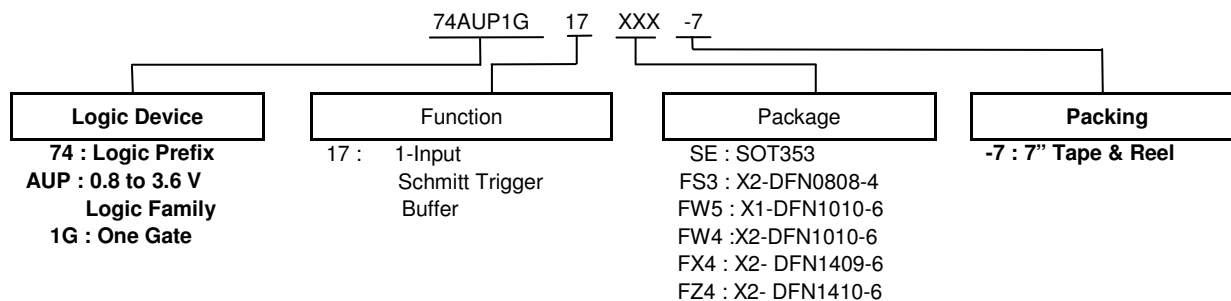 74AUP1G 17 XXX -7
Logic Device
74 : Logic Prefix
AUP : 0.8 to 3.6 V
Logic Family
1G : One Gate
Function
17 : 1-Input
Schmitt Trigger
Buffer
Package
SE : SOT353
FS3 : X2-DFN0808-4
FW5 : X1-DFN1010-6
FW4 :X2-DFN1010-6
FX4 : X2- DFN1409-6
FZ4 : X2- DFN1410-6
Packing
-7 : 7” Tape & Reel